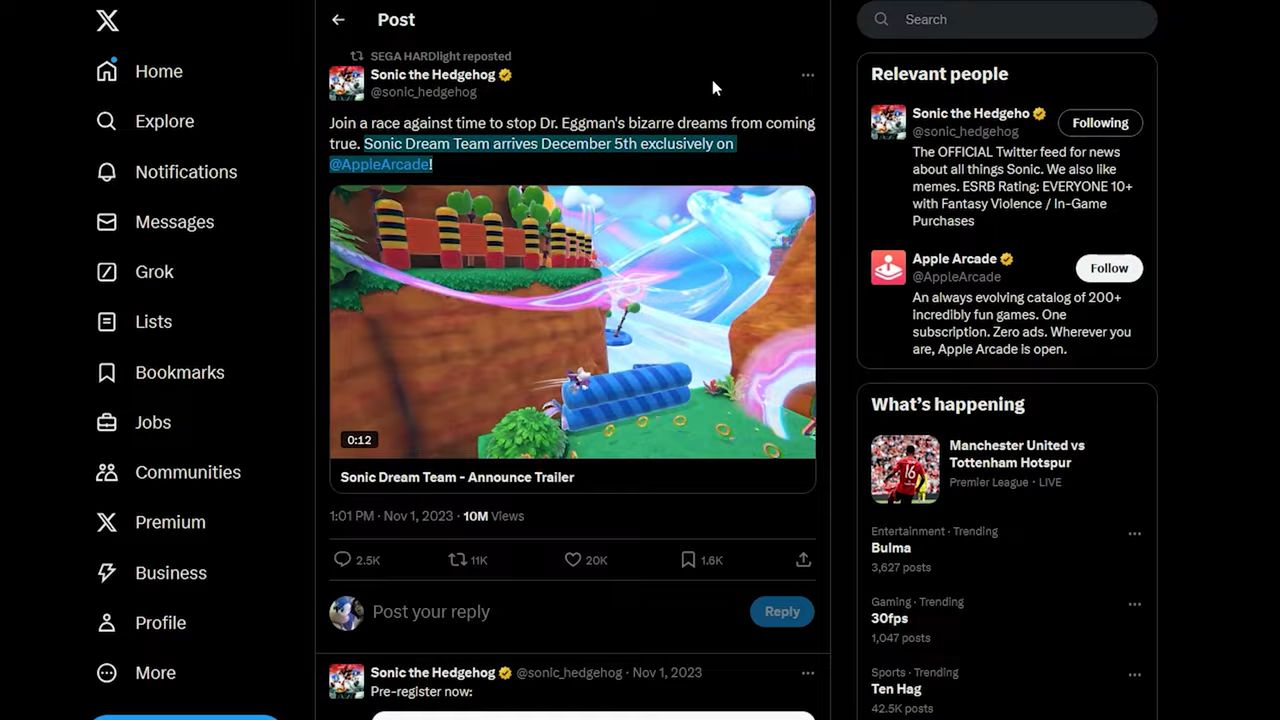 Home
Explore
Notifications
Messages
Grok
Lists
Bookmarks
Jobs
Communities
Premium
Business
Profile
More
Post
SEGA HARDlight reposted
Sonic the Hedgehog
@sonic_hedgehog
Join a race against time to stop Dr. Eggman's bizarre dreams from coming
true. Sonic Dream Team arrives December 5th exclusively on
@AppleArcade!
0:12
Sonic Dream Team - Announce Trailer
1:01 PM · Nov 1, 2023 · 10M Views
2.5K 11K 20K 1.6K
Post your reply
Reply
Sonic the Hedgehog @sonic_hedgehog · Nov 1, 2023
Pre-register now:
Search
Relevant people
Sonic the Hedgeho
@sonic_hedgehog
Following
The OFFICIAL Twitter feed for news
about all things Sonic. We also like
memes. ESRB Rating: EVERYONE 10+
with Fantasy Violence / In-Game
Purchases
Apple Arcade
@AppleArcade
Follow
An always evolving catalog of 200+
incredibly fun games. One
subscription. Zero ads. Wherever you
are, Apple Arcade is open.
What's happening
Manchester United vs
Tottenham Hotspur
Premier League · LIVE
Entertainment · Trending
Bulma
3,627 posts
Gaming · Trending
30fps
1,047 posts
Sports · Trending
Ten Hag
42.5K posts